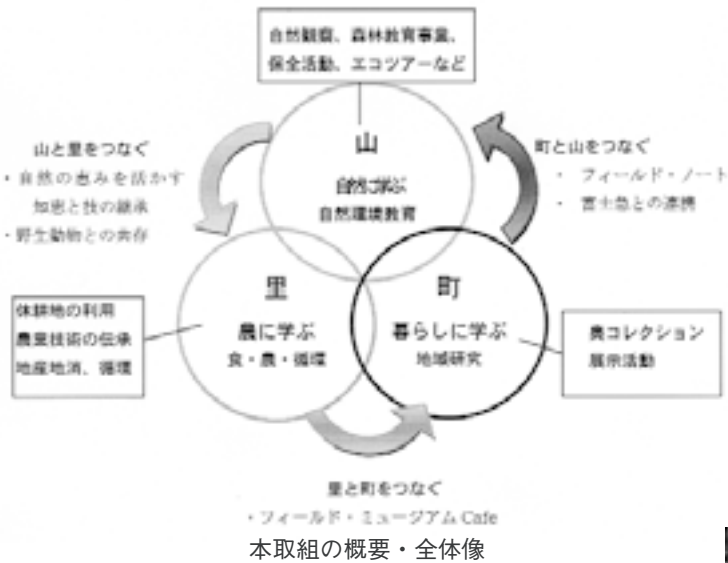 自然観察、森林教育事業、
保全活動、エコツアーなど
山
自然に学ぶ
自然環境教育
山と里をつなぐ
・自然の恵みを活かす
知恵と技の継承
・野生動物との共存
町と山をつなぐ
・ フィールド・ノート
・ 富士急との連携
里
農に学ぶ
食・農・循環
町
暮らしに学ぶ
地域研究
休耕地の利用
農業技術の伝承
地産地消、循環
コレクション
展示活動
里と町をつなぐ
・フィールド・ミュージアム Cafe
本取組の概要・全体像